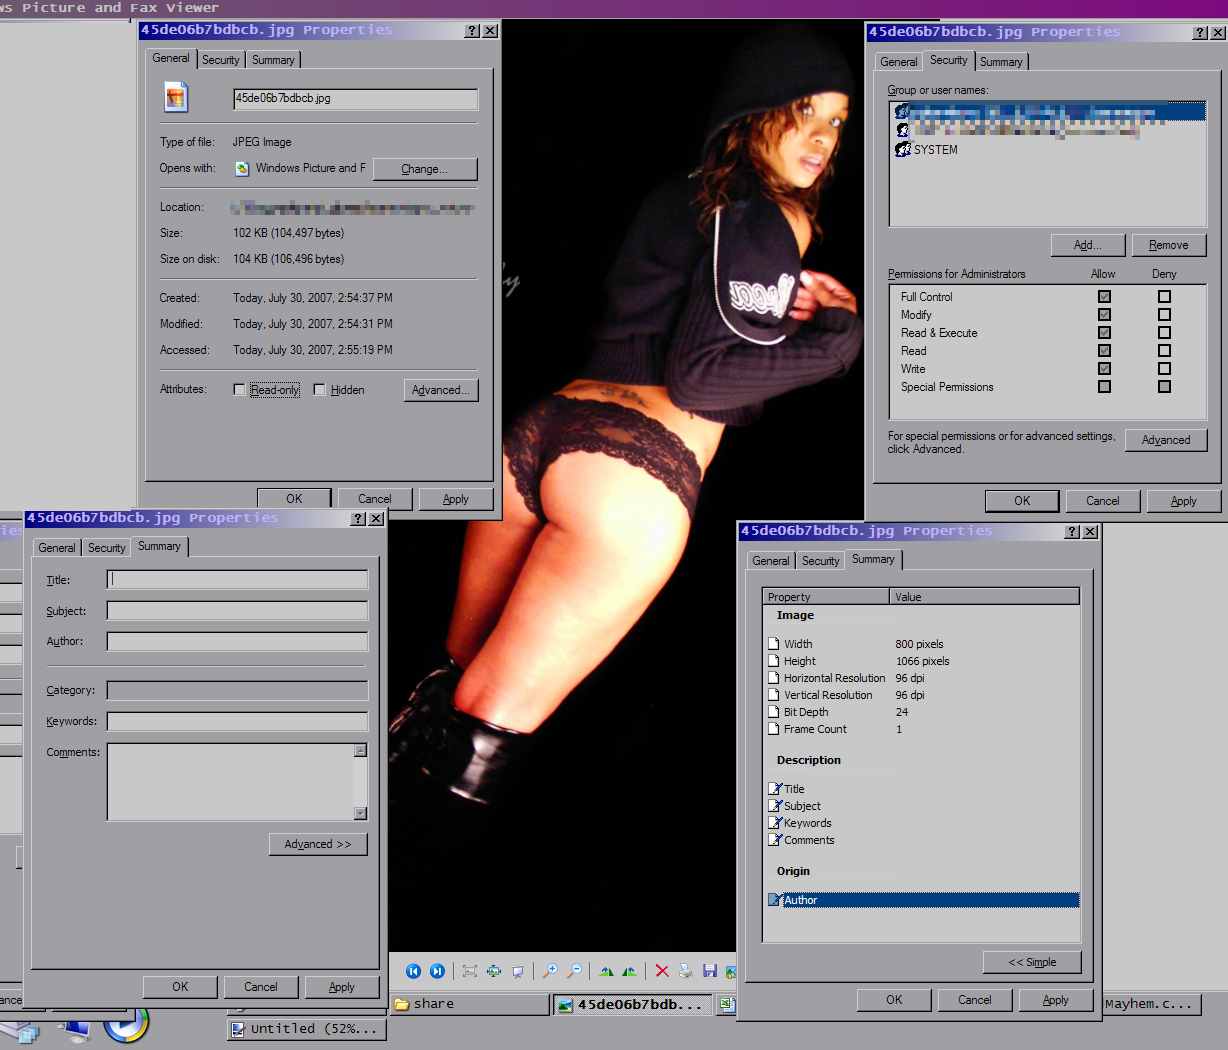 ws Picture and Fax Viewer
45de06b7bdbcb.jpg Properties
General Security Summary
45de06b7bdbcb.jpg
Type of file: JPEG Image
Opens with: Windows Picture and F Change...
Location:
Size: 102 KB (104,497 bytes)
Size on disk: 104 KB (106,496 bytes)
Created: Today, July 30, 2007, 2:54:37 PM
Modified: Today, July 30, 2007, 2:54:31 PM
Accessed: Today, July 30, 2007, 2:55:19 PM
Attributes: Read-only Hidden Advanced...
OK Cancel Apply
45de06b7bdbcb.jpg Properties
General Security Summary
Group or user names:
SYSTEM
Add... Remove
Permissions for Administrators Allow Deny
Full Control
Modify
Read & Execute
Read
Write
Special Permissions
For special permissions or for advanced settings,
click Advanced.
Advanced
OK Cancel Apply
45de06b7bdbcb.jpg Properties
General Security Summary
Title:
Subject:
Author:
Category:
Keywords:
Comments:
Advanced >>
OK Cancel Apply
45de06b7bdbcb.jpg Properties
General Security Summary
Property Value
Image
Width 800 pixels
Height 1066 pixels
Horizontal Resolution 96 dpi
Vertical Resolution 96 dpi
Bit Depth 24
Frame Count 1
Description
Title
Subject
Keywords
Comments
Origin
Author
<< Simple
OK Cancel Apply
share
45de06b7bdb...
Mayhem.c...
Untitled (52%...